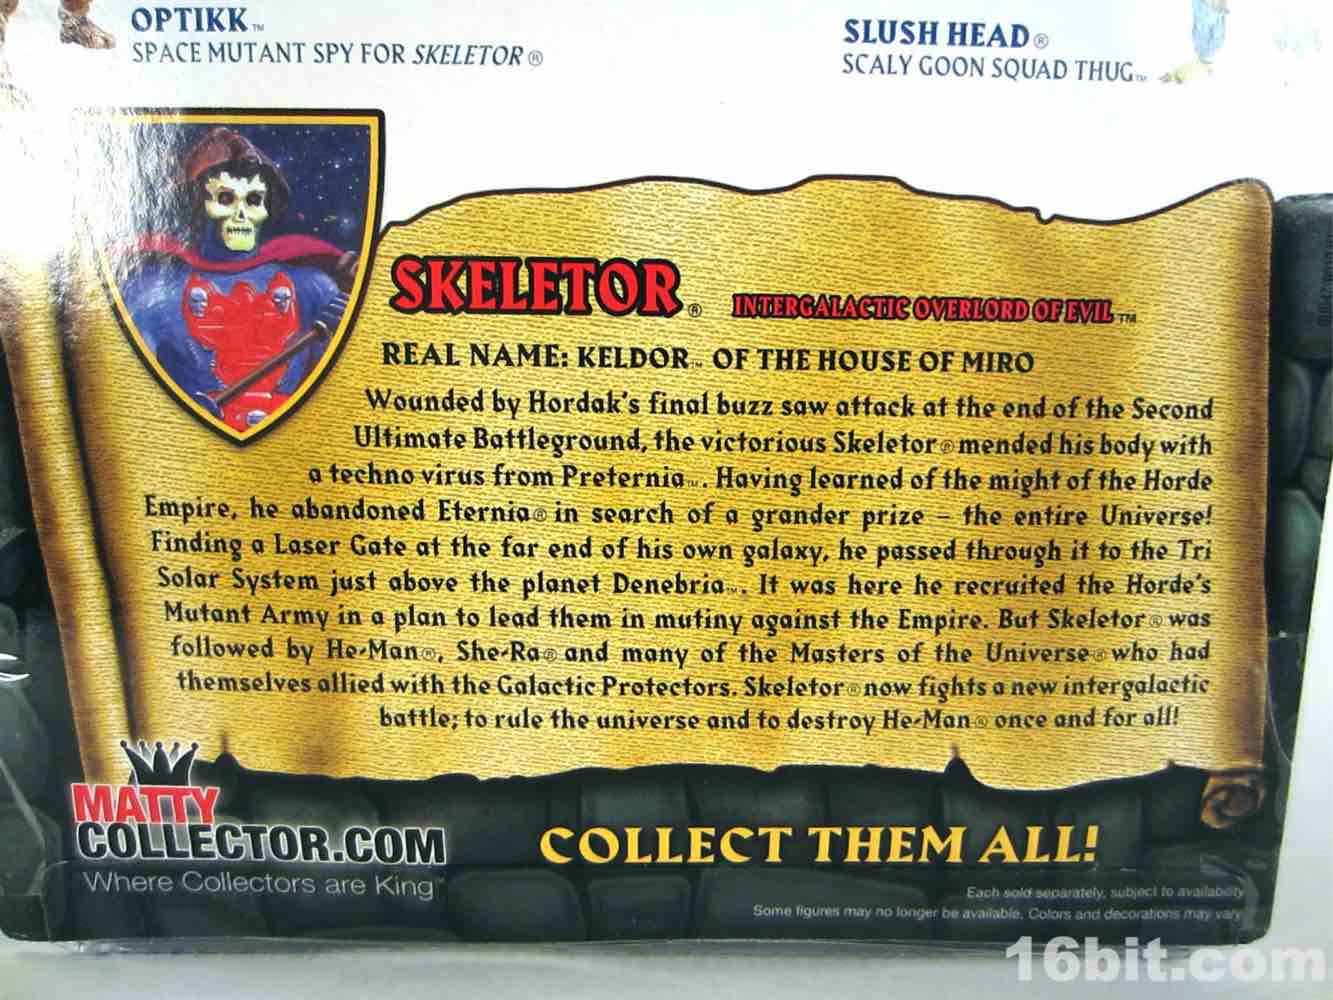 OPTIKK™
SPACE MUTANT SPY FOR SKELETOR®
SLUSH HEAD®
SCALY GOON SQUAD THUG™
SKELETOR®
INTERGALACTIC OVERLORD OF EVIL™
REAL NAME: KELDOR™ OF THE HOUSE OF MIRO
Wounded by Hordak's final buzz saw attack at the end of the Second
Ultimate Battleground, the victorious Skeletor® mended his body with
a techno virus from Preternia™. Having learned of the might of the Horde
Empire, he abandoned Eternia® in search of a grander prize – the entire Universe!
Finding a Laser Gate at the far end of his own galaxy, he passed through it to the Tri
Solar System just above the planet Denebria™. It was here he recruited the Horde's
Mutant Army in a plan to lead them in mutiny against the Empire. But Skeletor® was
followed by He-Man®, She-Ra® and many of the Masters of the Universe® who had
themselves allied with the Galactic Protectors. Skeletor® now fights a new intergalactic
battle; to rule the universe and to destroy He-Man® once and for all!
MATTY
COLLECTOR.COM
Where Collectors are King™
COLLECT THEM ALL!
Each sold separately, subject to availability
Some figures may no longer be available. Colors and decorations may vary
16bit.com